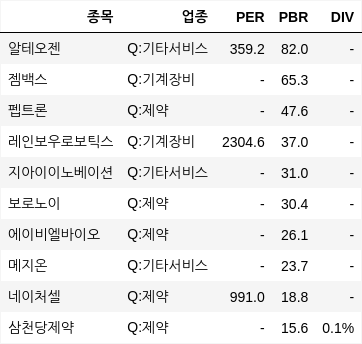 종목 업종 PER PBR DIV
알테오젠 Q:기타서비스 359.2 82.0 -
젬백스 Q:기계장비 - 65.3 -
펩트론 Q:제약 - 47.6 -
레인보우로보틱스 Q:기계장비 2304.6 37.0 -
지아이이노베이션 Q:기타서비스 - 31.0 -
보로노이 Q:제약 - 30.4 -
에이비엘바이오 Q:제약 - 26.1 -
메지온 Q:기타서비스 - 23.7 -
네이처셀 Q:제약 991.0 18.8 -
삼천당제약 Q:제약 - 15.6 0.1%